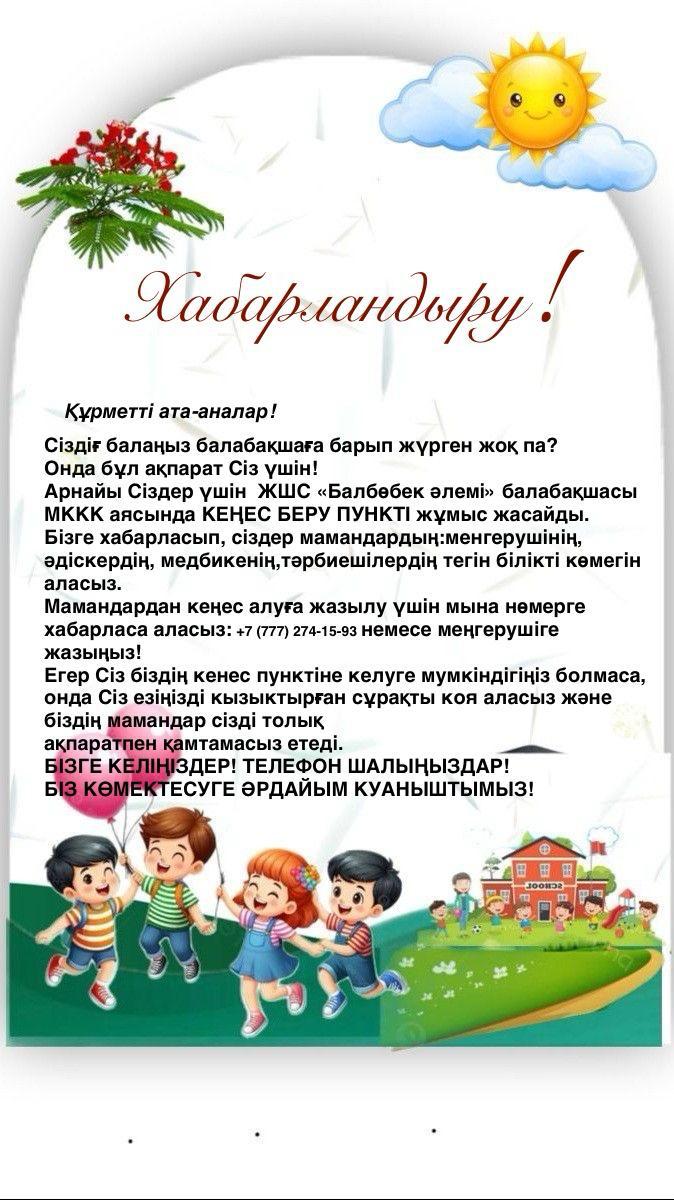 Хабарландыру!
Құрметті ата-аналар!
Сіздіғ балаңыз балабақшаға барып жүрген жоқ па?
Онда бұл ақпарат Сіз үшін!
Арнайы Сіздер үшін ЖШС «Балбөбек әлемі» балабақшасы
МККК аясында КЕҢЕС БЕРУ ПУНКТІ жұмыс жасайды.
Бізге хабарласып, сіздер мамандардың:менгерушінің,
әдіскердің, медбикенің,тәрбиешілердің тегін білікті көмегін
аласыз.
Мамандардан кеңес алуға жазылу үшін мына нөмерге
хабарласа аласыз: +7 (777) 274-15-93 немесе меңгерушіге
жазыңыз!
Егер Сіз біздің кенес пунктіне келуге мумкіндігіңіз болмаса,
онда Сіз езіңізді кызыктырған сұрақты коя аласыз және
біздің мамандар сізді толық
ақпаратпен қамтамасыз етеді.
БІЗГЕ КЕЛІҢІЗДЕР! ТЕЛЕФОН ШАЛЫҢЫЗДАР!
БІЗ КӨМЕКТЕСУГЕ ӘРДАЙЫМ КУАНЫШТЫМЫЗ!
SCHOOL